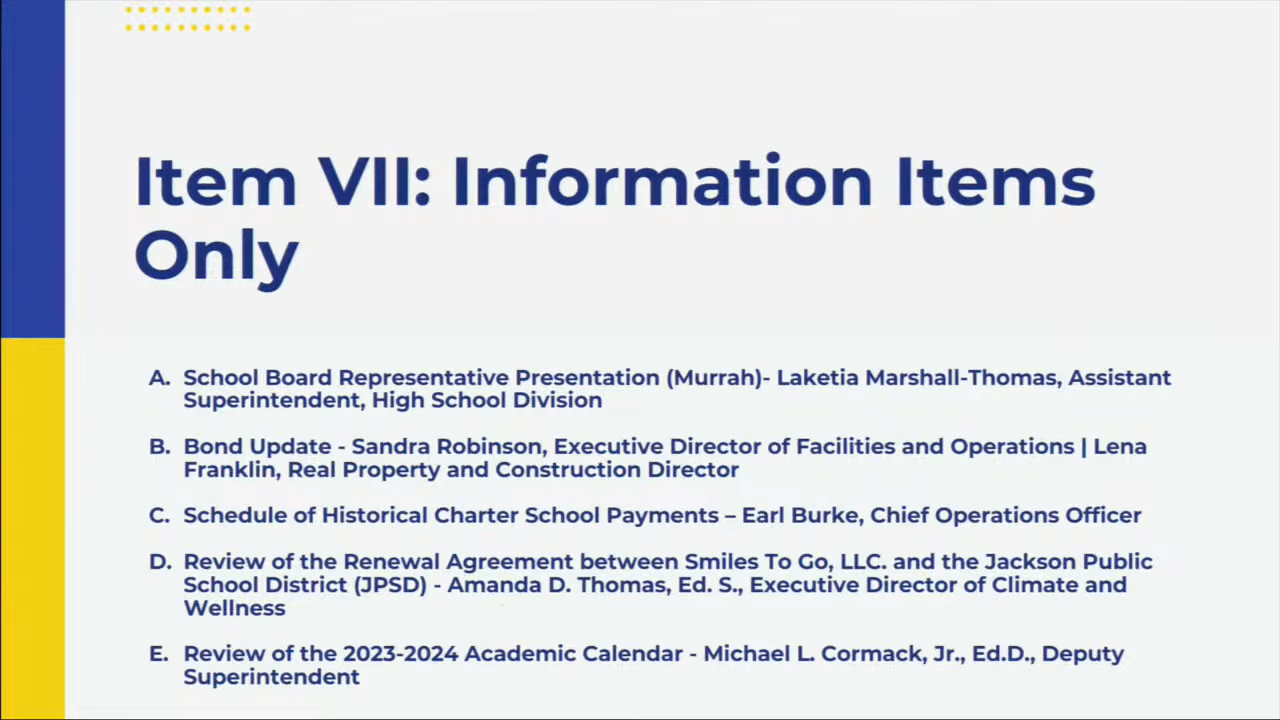 Item VII: Information Items
Only
A. School Board Representative Presentation (Murrah)- Laketia Marshall-Thomas, Assistant
Superintendent, High School Division
B. Bond Update - Sandra Robinson, Executive Director of Facilities and Operations | Lena
Franklin, Real Property and Construction Director
C. Schedule of Historical Charter School Payments – Earl Burke, Chief Operations Officer
D. Review of the Renewal Agreement between Smiles To Go, LLC. and the Jackson Public
School District (JPSD) - Amanda D. Thomas, Ed. S., Executive Director of Climate and
Wellness
E. Review of the 2023-2024 Academic Calendar - Michael L. Cormack, Jr., Ed.D., Deputy
Superintendent